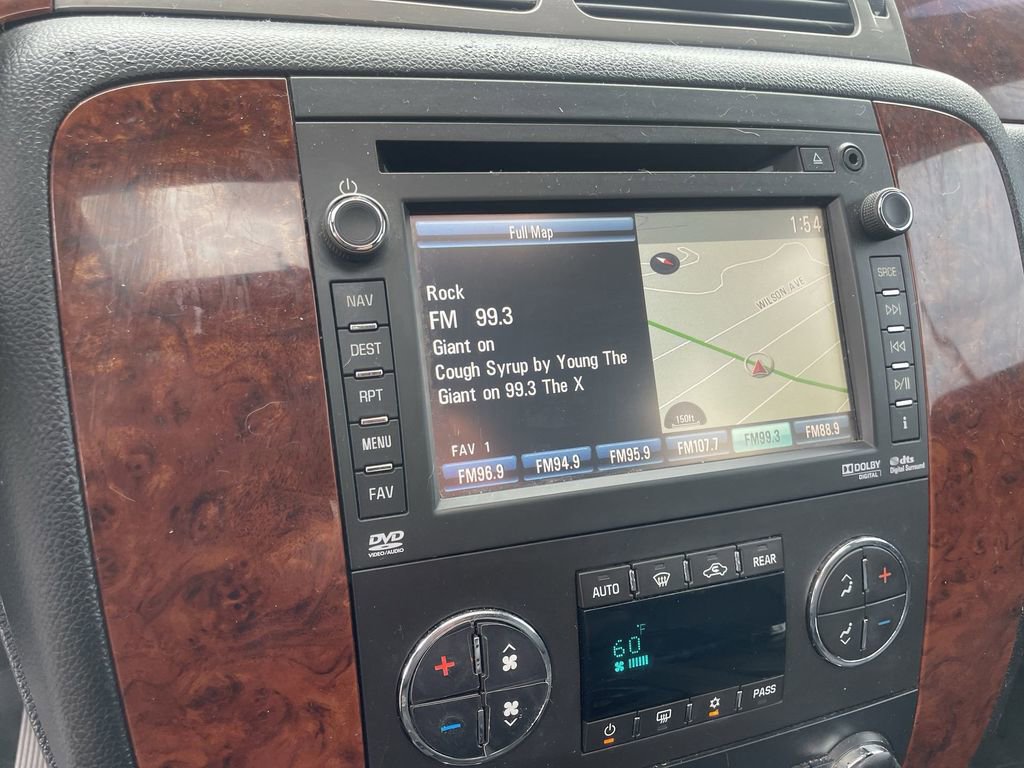 Full Map
1:54
WILSON AVE
Rock
FM 99.3
Giant on
Cough Syrup by Young The
Giant on 99.3 The X
150ft
FAV 1
FM96.9 FM94.9 FM95.9 FM107.7 FM99.3 FM88.9
NAV
DEST
RPT
MENU
FAV
SRCE
i
DVD
VIDEO/AUDIO
DOLBY
DIGITAL
dts
Digital Surround
AUTO
REAR
60°F
PASS